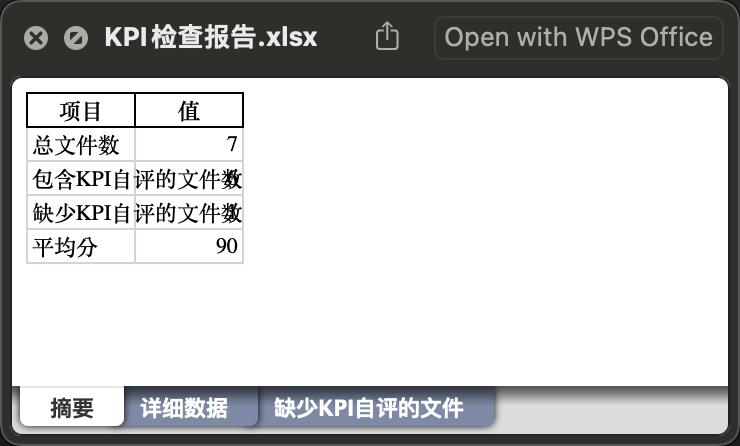 KPI检查报告.xlsx
Open with WPS Office
项目 值
总文件数 7
包含KPI自评的文件数
缺少KPI自评的文件数
平均分 90
摘要 详细数据 缺少KPI自评的文件